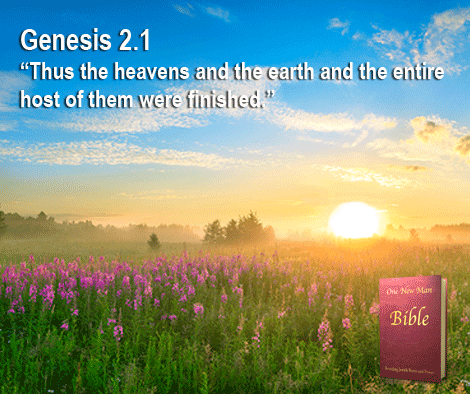 Genesis 2.1
“Thus the heavens and the earth and the entire
host of them were finished.”
One New Man
Bible